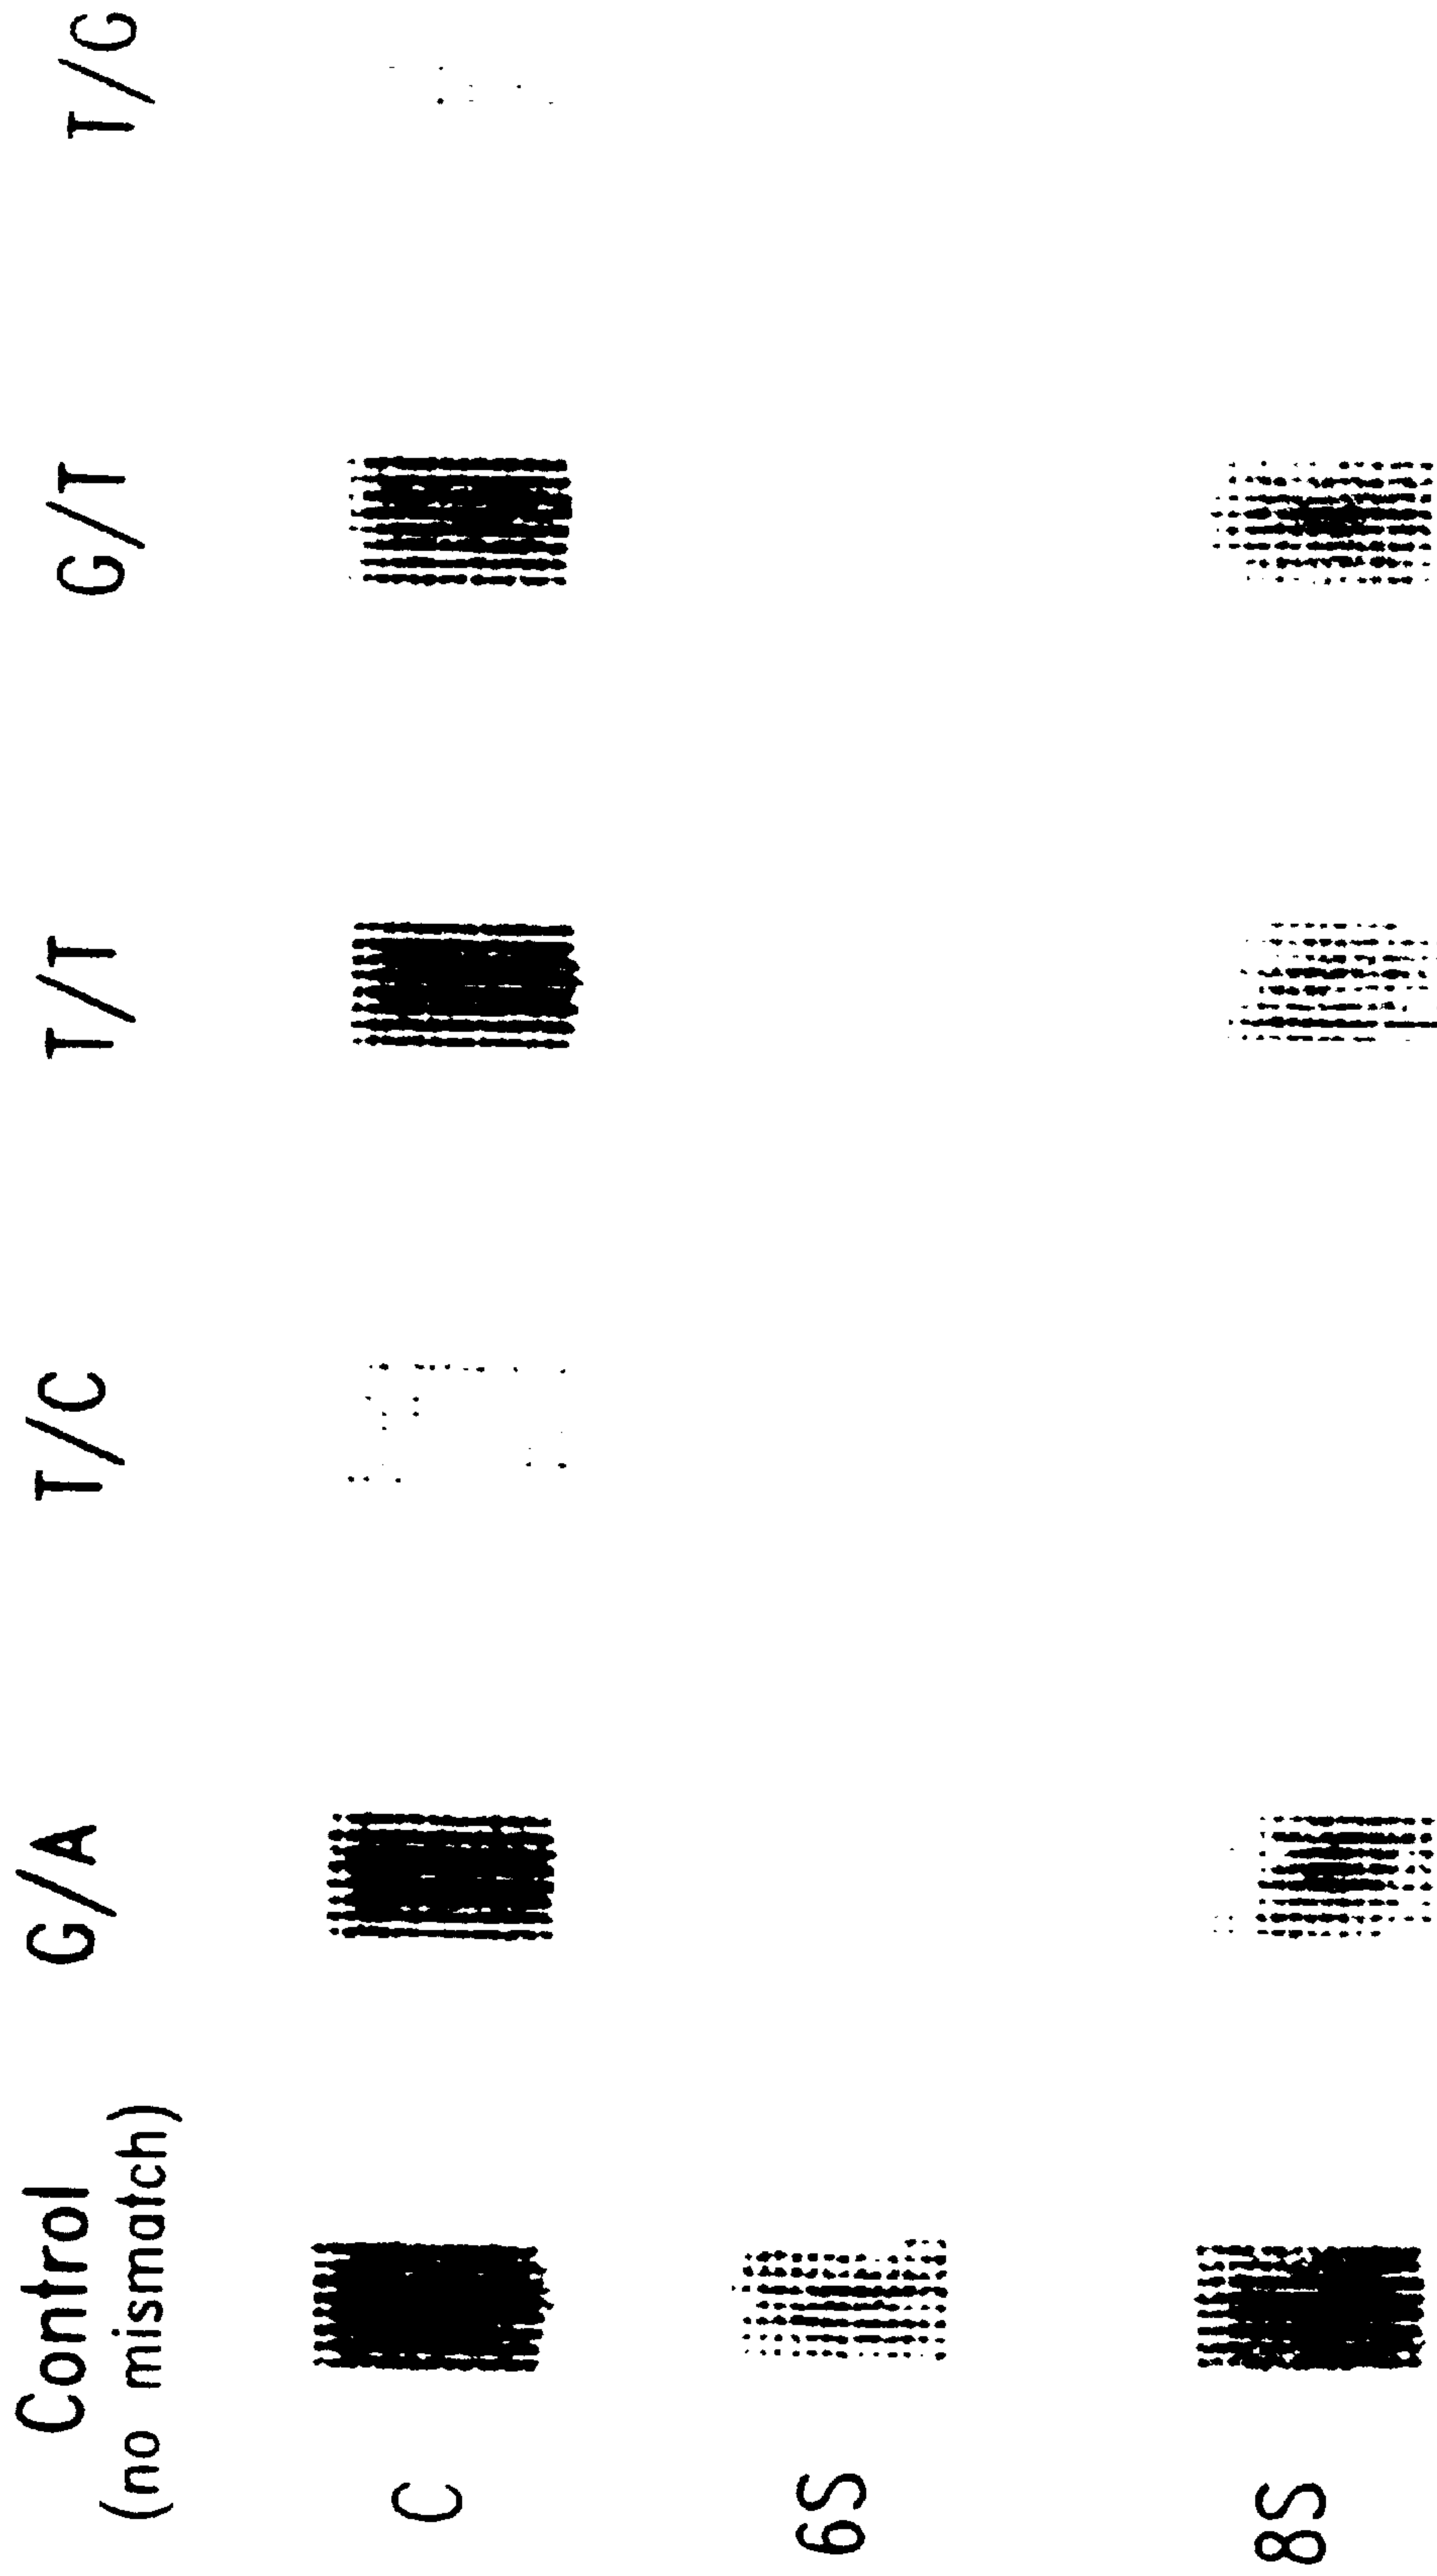 Control
(no mismatch)
G/A
T/C
T/T
G/T
T/G
C
6S
8S